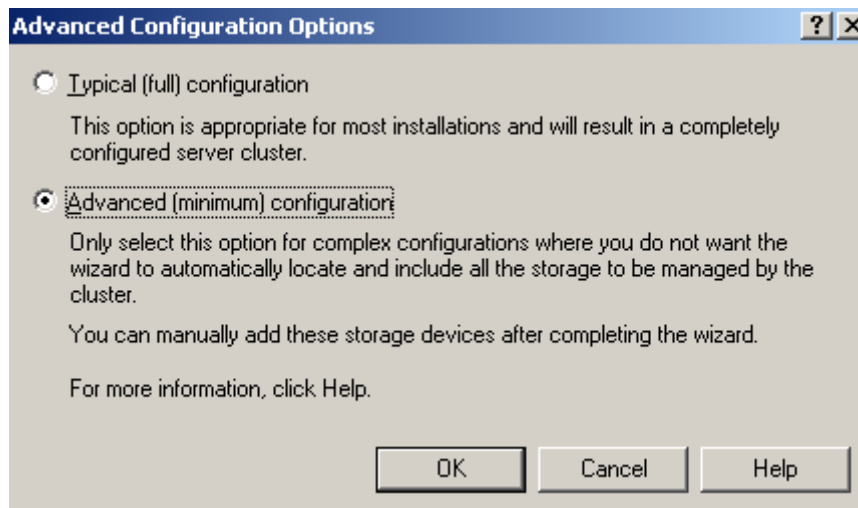 Advanced Configuration Options
Typical (full) configuration
This option is appropriate for most installations and will result in a completely
configured server cluster.
Advanced (minimum) configuration
Only select this option for complex configurations where you do not want the
wizard to automatically locate and include all the storage to be managed by the
cluster.
You can manually add these storage devices after completing the wizard.
For more information, click Help.
OK Cancel Help